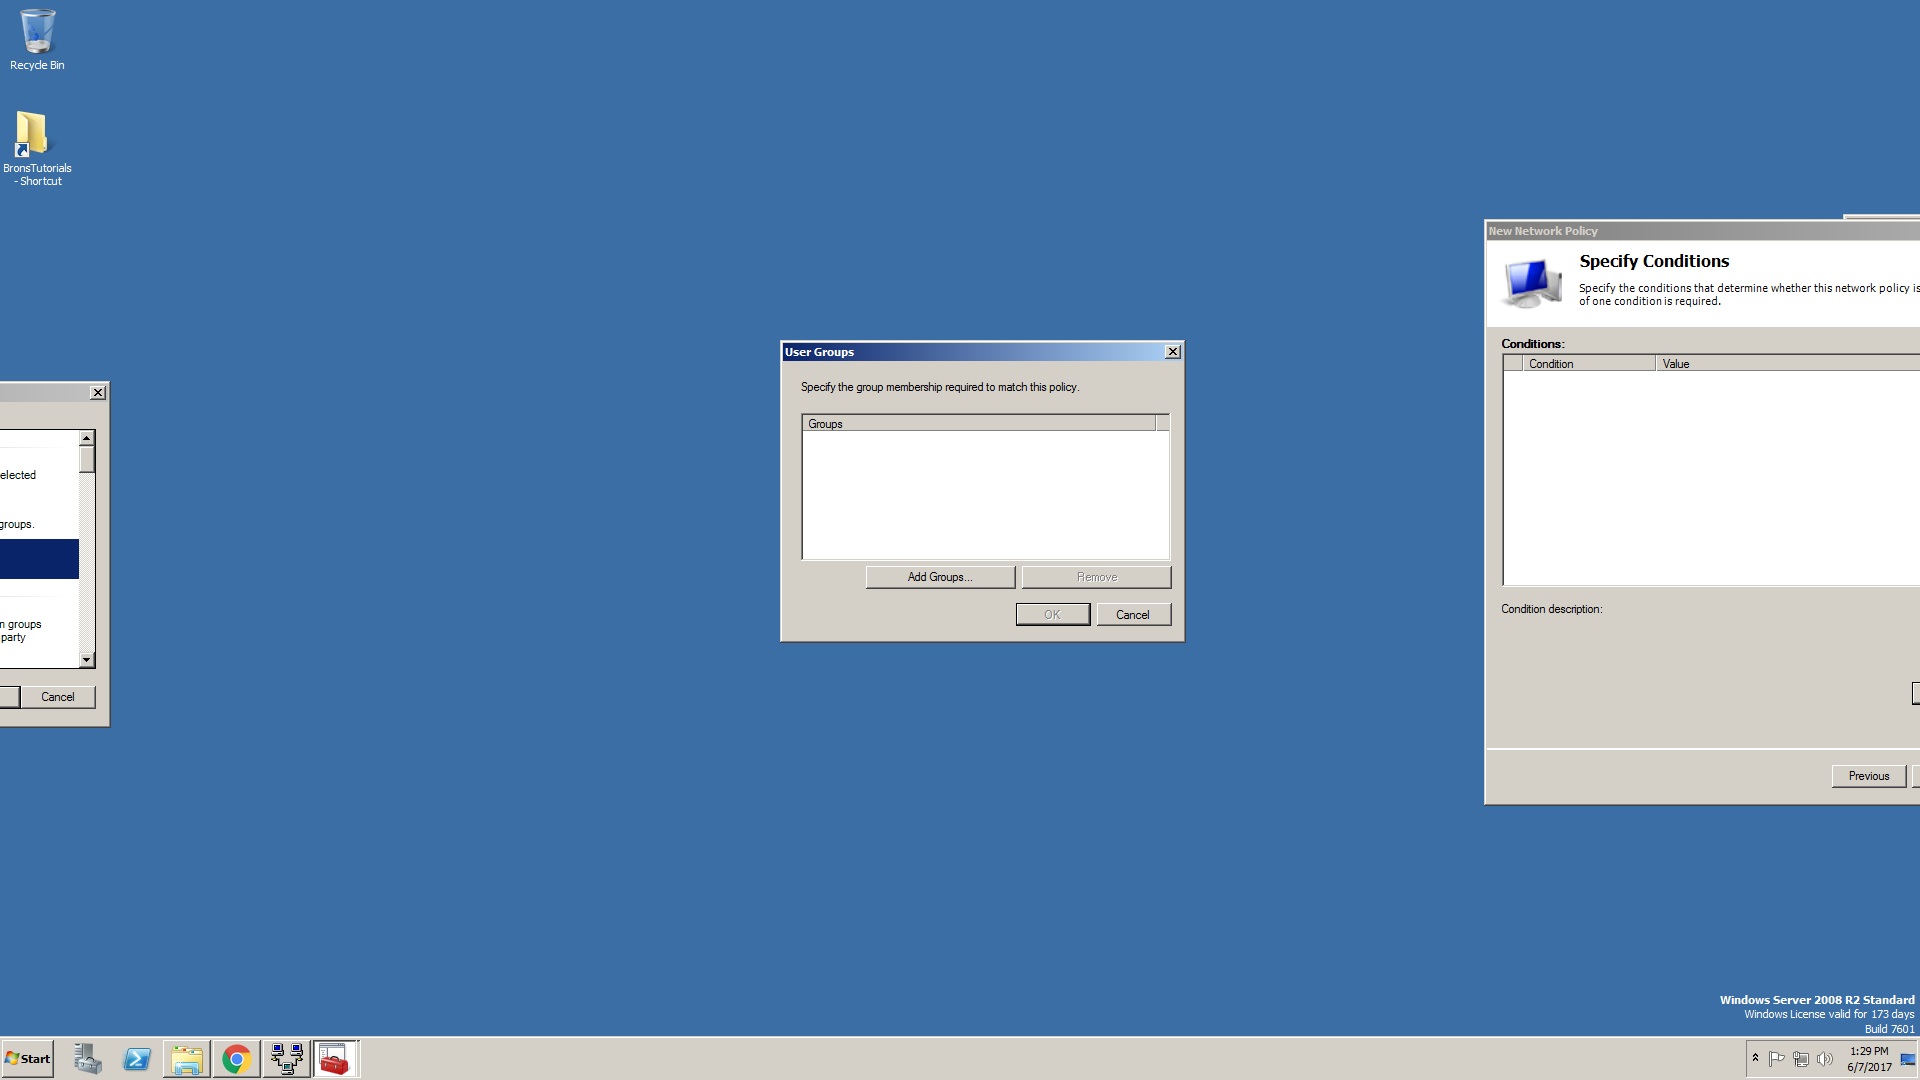 Recycle Bin
BronsTutorials
- Shortcut
elected
groups.
n groups
party
Cancel
User Groups
Specify the group membership required to match this policy.
Groups
Add Groups...
Remove
OK
Cancel
New Network Policy
Specify Conditions
Specify the conditions that determine whether this network policy is
of one condition is required.
Conditions:
Condition
Value
Condition description:
Previous
Windows Server 2008 R2 Standard
Windows License valid for 173 days
Build 7601
Start
1:29 PM
6/7/2017